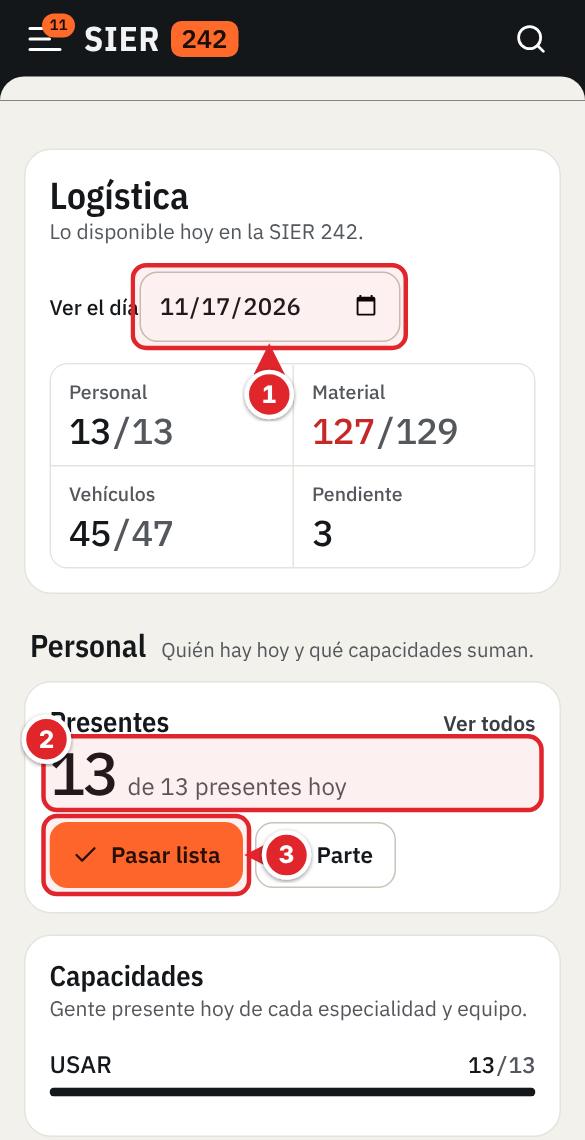 11
SIER 242
Logística
Lo disponible hoy en la SIER 242.
Ver el día 11/17/2026
1
Personal
13/13
Material
127/129
Vehículos
45/47
Pendiente
3
Personal Quién hay hoy y qué capacidades suman.
2
Presentes Ver todos
13 de 13 presentes hoy
Pasar lista 3 Parte
Capacidades
Gente presente hoy de cada especialidad y equipo.
USAR 13/13